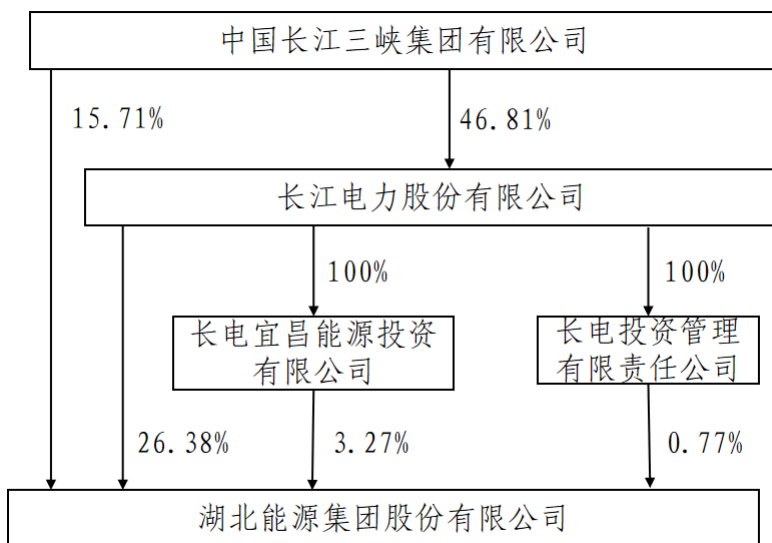 中国长江三峡集团有限公司
15.71%
46.81%
长江电力股份有限公司
100%
100%
长电宜昌能源投资
有限公司
长电投资管理
有限责任公司
26.38%
3.27%
0.77%
湖北能源集团股份有限公司